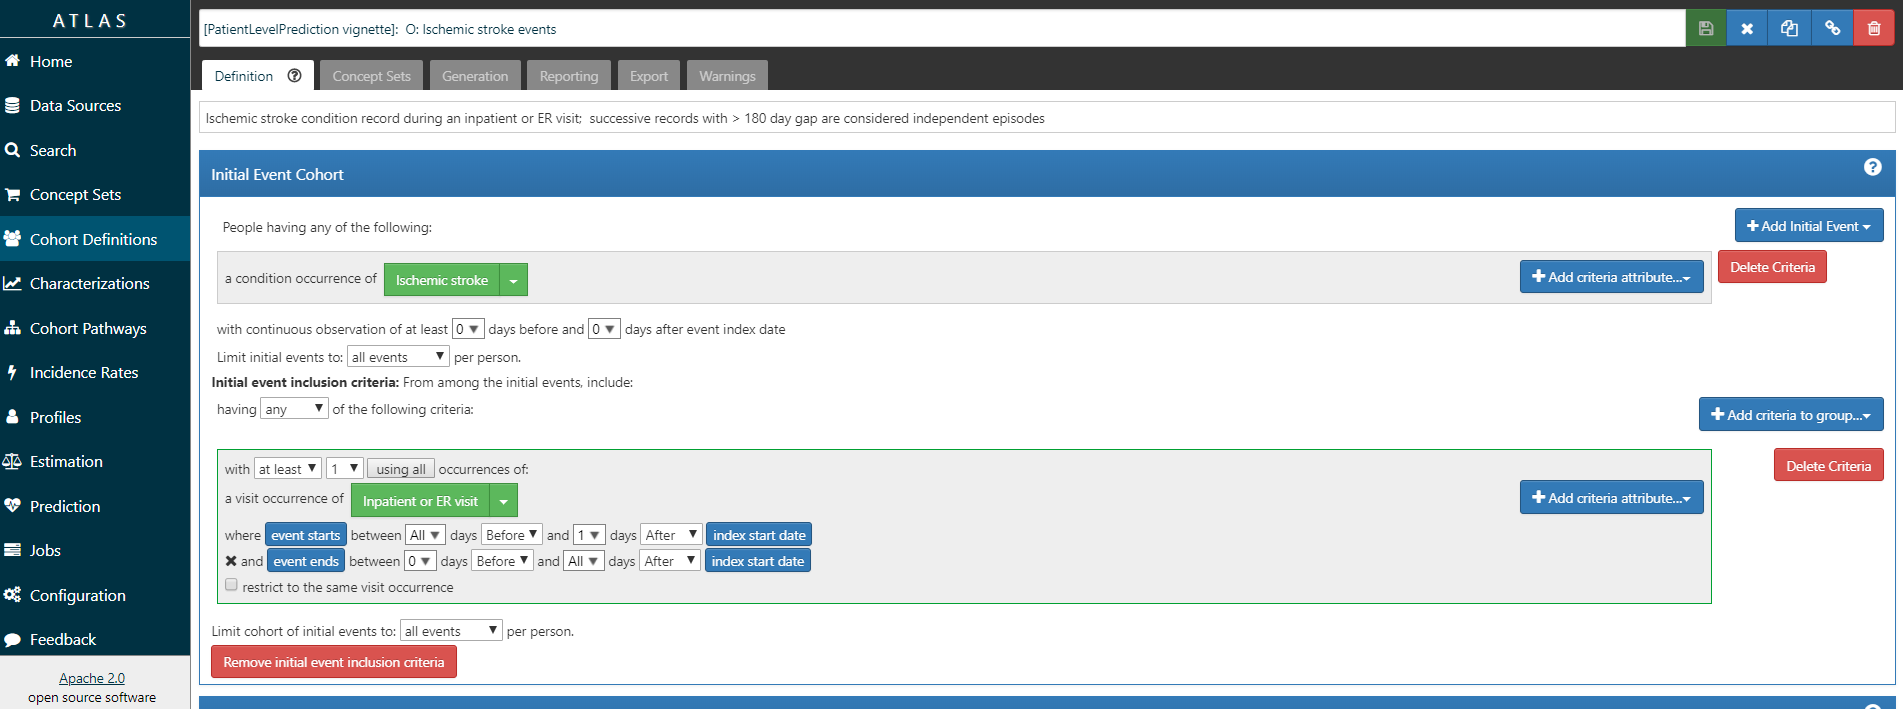 ATLAS
Home
Data Sources
Search
Concept Sets
Cohort Definitions
Characterizations
Cohort Pathways
Incidence Rates
Profiles
Estimation
Prediction
Jobs
Configuration
Feedback
Apache 2.0
open source software
[PatientLevelPrediction vignette]: O: Ischemic stroke events
Definition ? Concept Sets Generation Reporting Export Warnings
Ischemic stroke condition record during an inpatient or ER visit; successive records with > 180 day gap are considered independent episodes
Initial Event Cohort ?
People having any of the following: Add Initial Event
a condition occurrence of Ischemic stroke Add criteria attribute... Delete Criteria
with continuous observation of at least 0 days before and 0 days after event index date
Limit initial events to: all events per person.
Initial event inclusion criteria: From among the initial events, include:
having any of the following criteria: Add criteria to group...
with at least 1 using all occurrences of: Delete Criteria
a visit occurrence of Inpatient or ER visit Add criteria attribute...
where event starts between All days Before and 1 days After index start date
and event ends between 0 days Before and All days After index start date
restrict to the same visit occurrence
Limit cohort of initial events to: all events per person.
Remove initial event inclusion criteria